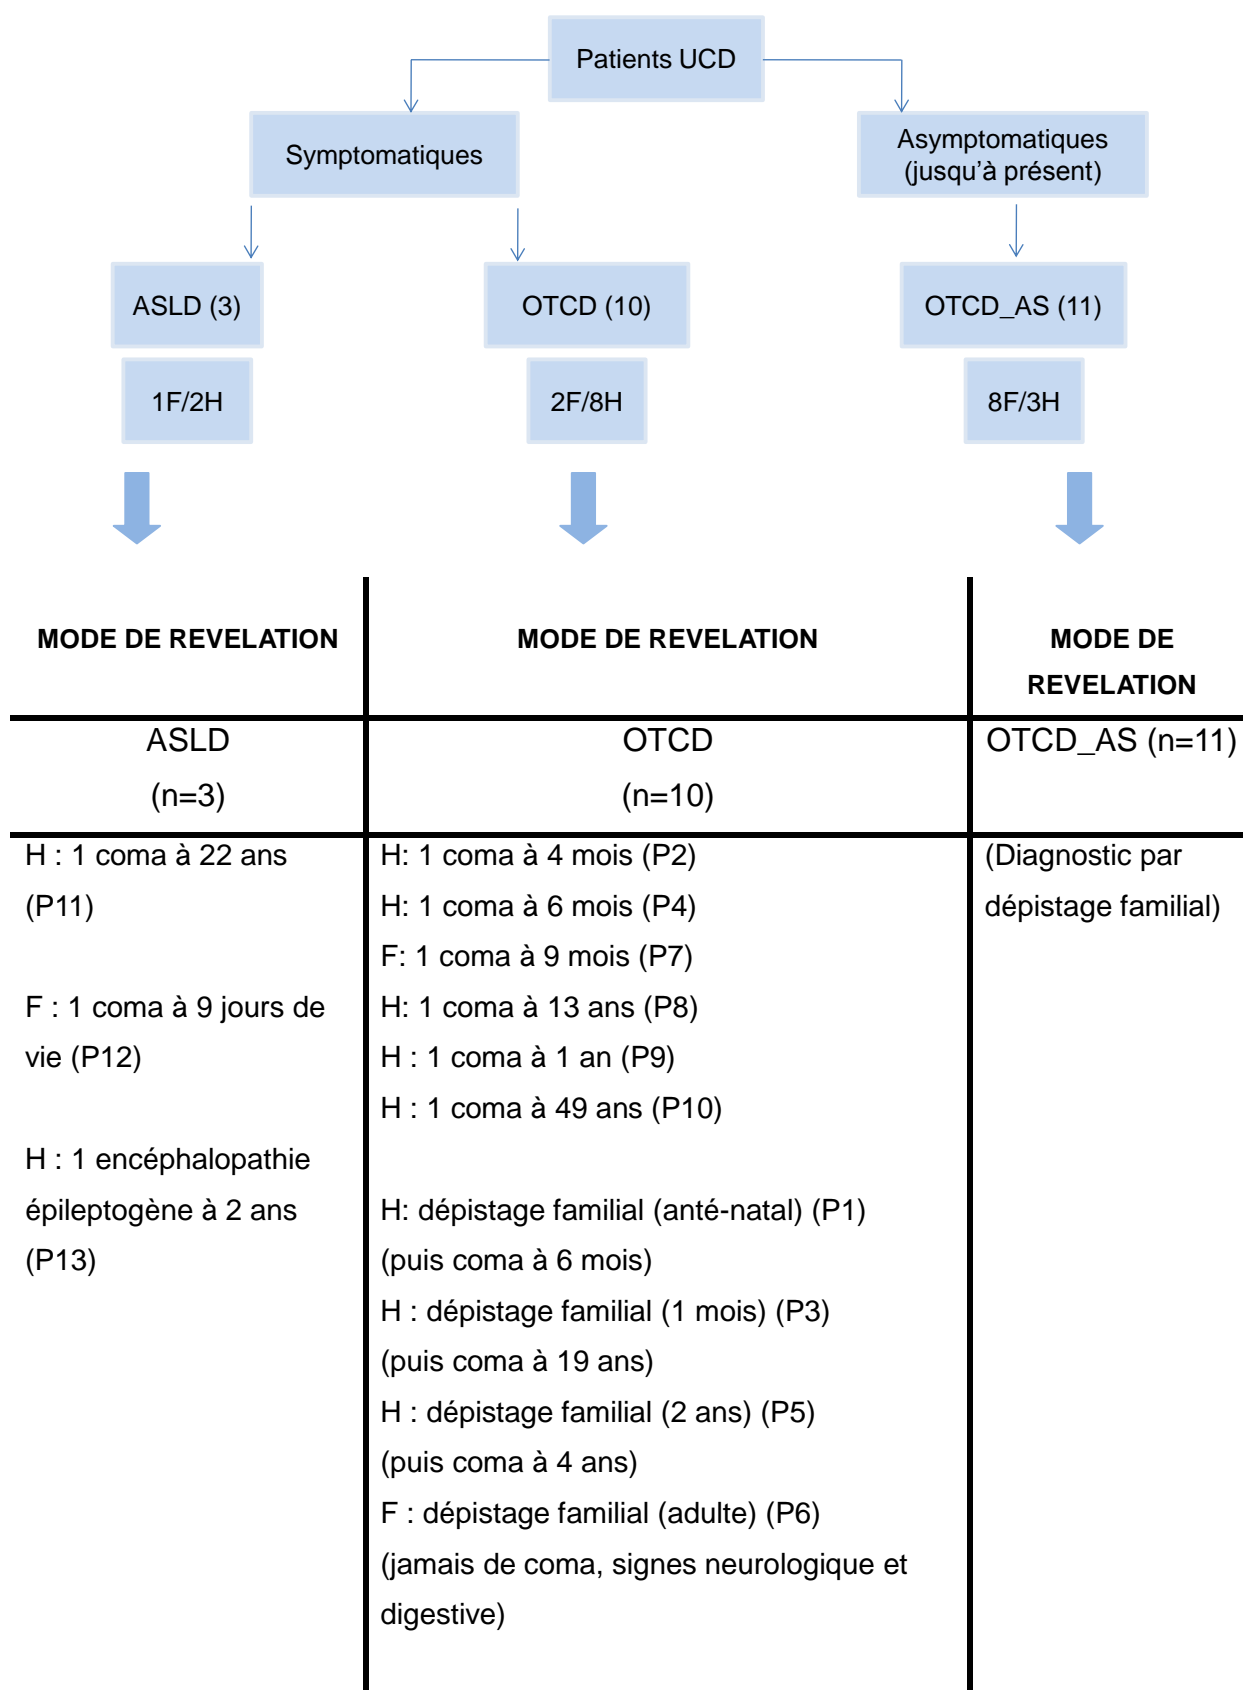 Patients UCD
Symptomatiques
Asymptomatiques
(jusqu'à présent)
ASLD (3)
OTCD (10)
OTCD_AS (11)
1F/2H
2F/8H
8F/3H
MODE DE REVELATION
MODE DE REVELATION
MODE DE
REVELATION
ASLD
(n=3)
OTCD
(n=10)
OTCD_AS (n=11)
H : 1 coma à 22 ans
(P11)
F : 1 coma à 9 jours de
vie (P12)
H : 1 encéphalopathie
épileptogène à 2 ans
(P13)
H: 1 coma à 4 mois (P2)
H: 1 coma à 6 mois (P4)
F: 1 coma à 9 mois (P7)
H: 1 coma à 13 ans (P8)
H : 1 coma à 1 an (P9)
H : 1 coma à 49 ans (P10)
H: dépistage familial (anté-natal) (P1)
(puis coma à 6 mois)
H : dépistage familial (1 mois) (P3)
(puis coma à 19 ans)
H : dépistage familial (2 ans) (P5)
(puis coma à 4 ans)
F : dépistage familial (adulte) (P6)
(jamais de coma, signes neurologique et
digestive)
(Diagnostic par
dépistage familial)